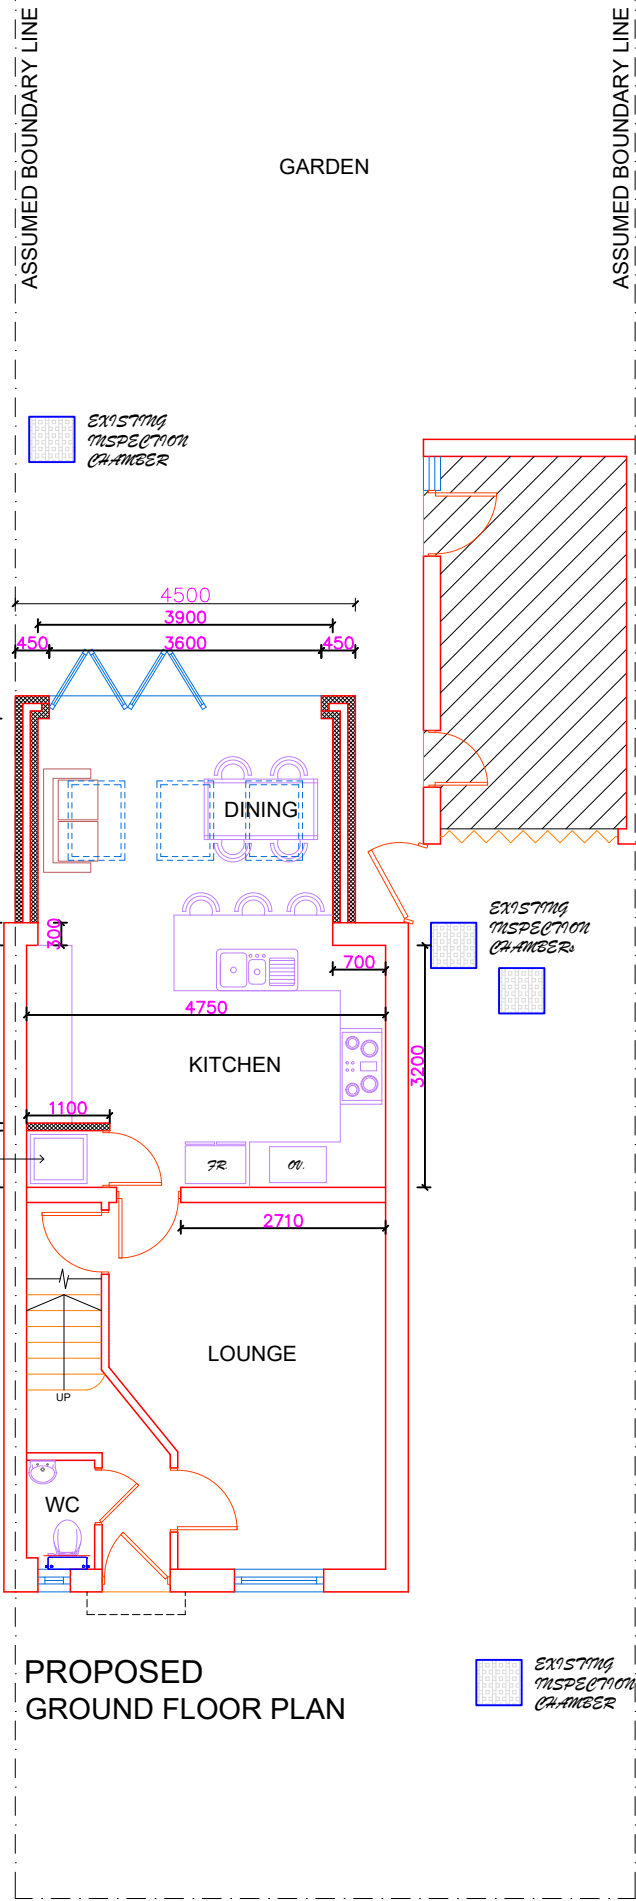 ASSUMED BOUNDARY LINE
ASSUMED BOUNDARY LINE
GARDEN
EXISTING
INSPECTION
CHAMBER
4500
3900
450
3600
450
DINING
300
EXISTING
INSPECTION
CHAMBERs
700
4750
KITCHEN
3200
1100
FR.
OV.
2710
LOUNGE
UP
WC
PROPOSED
GROUND FLOOR PLAN
EXISTING
INSPECTION
CHAMBER